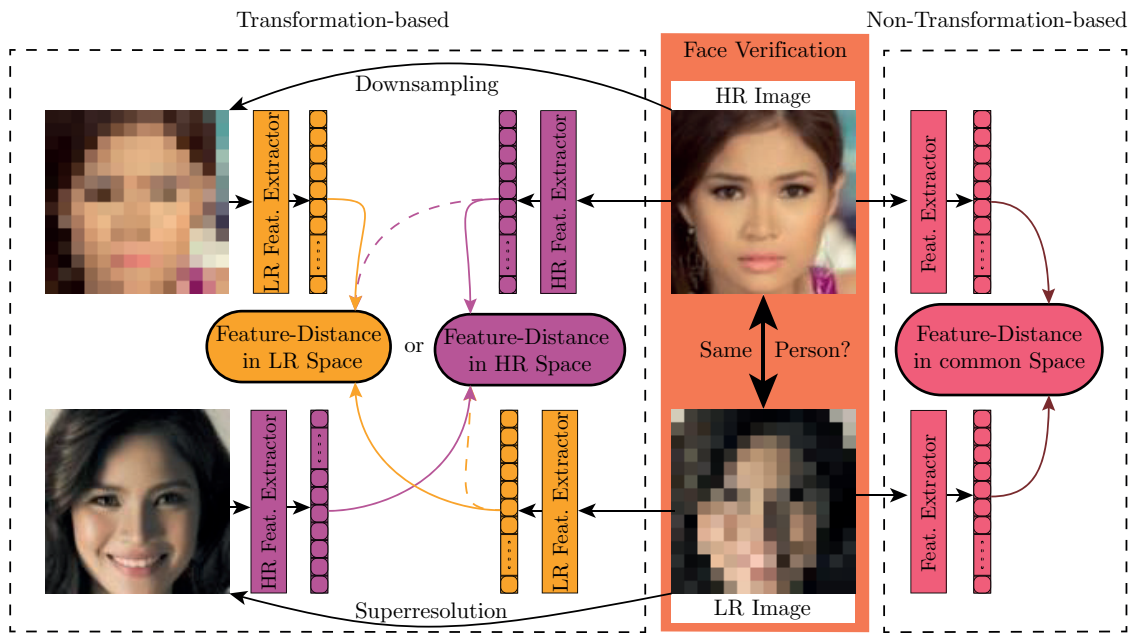 Transformation-based
Non-Transformation-based
Face Verification
Downsampling
HR Image
LR Feat. Extractor
HR Feat. Extractor
Feat. Extractor
Feature-Distance
in LR Space
or
Feature-Distance
in HR Space
Same Person?
Feature-Distance
in common Space
HR Feat. Extractor
LR Feat. Extractor
Feat. Extractor
Superresolution
LR Image